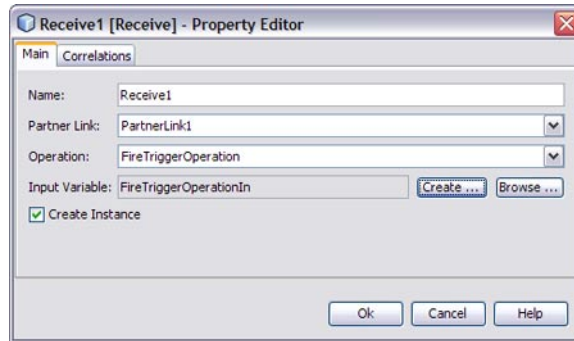 Receive1 [Receive] - Property Editor
Main Correlations
Name: Receive1
Partner Link: PartnerLink1
Operation: FireTriggerOperation
Input Variable: FireTriggerOperationIn Create ... Browse ...
Create Instance
Ok Cancel Help